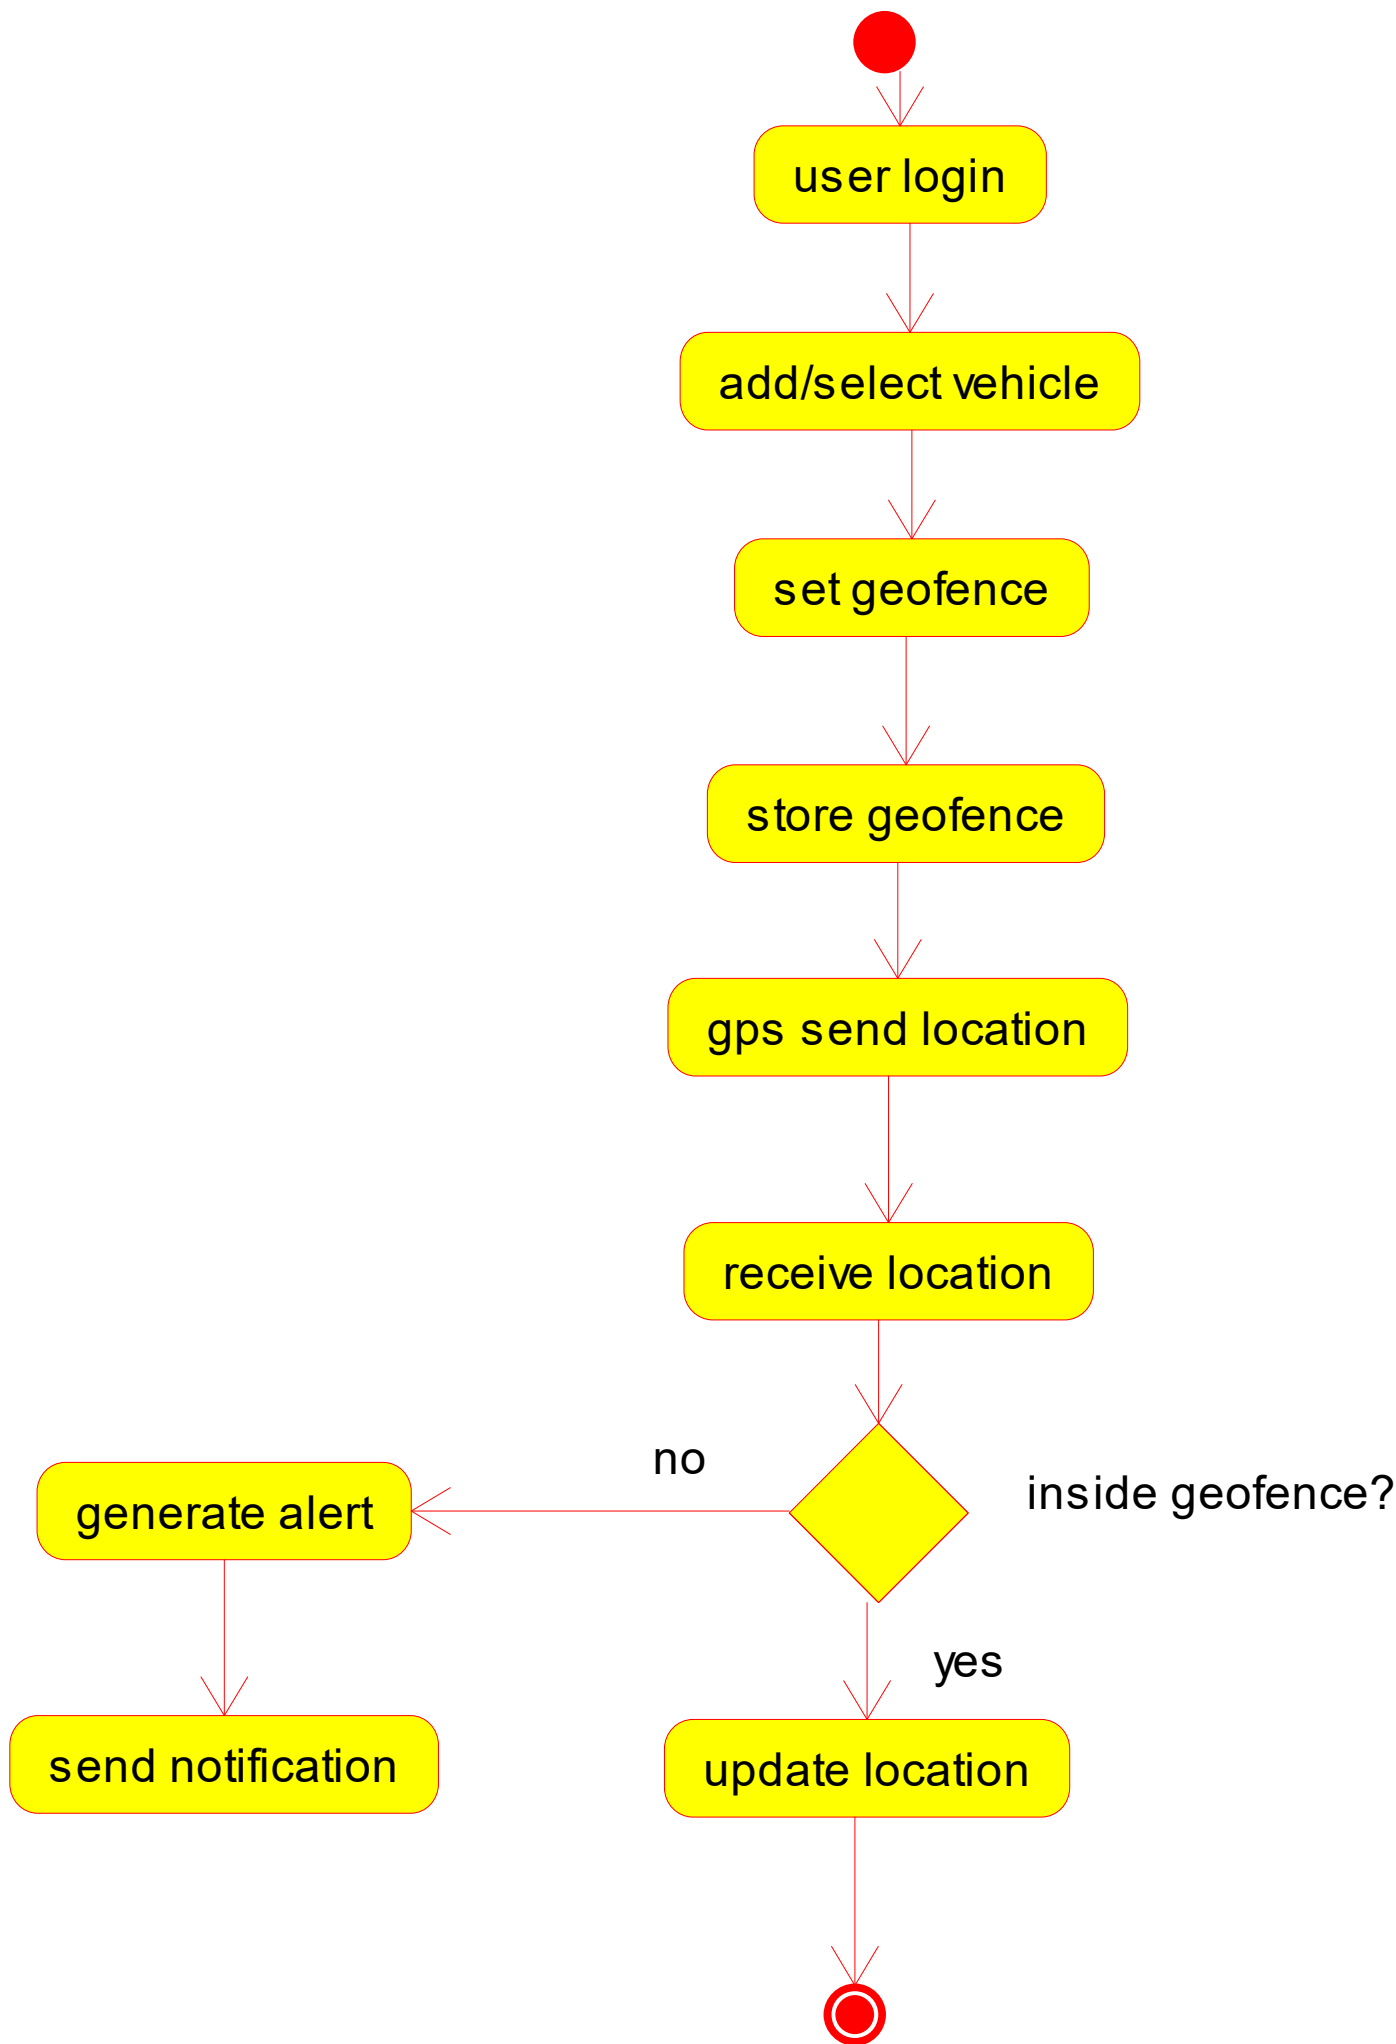 user login
add/select vehicle
set geofence
store geofence
gps send location
receive location
no
inside geofence?
generate alert
yes
send notification
update location